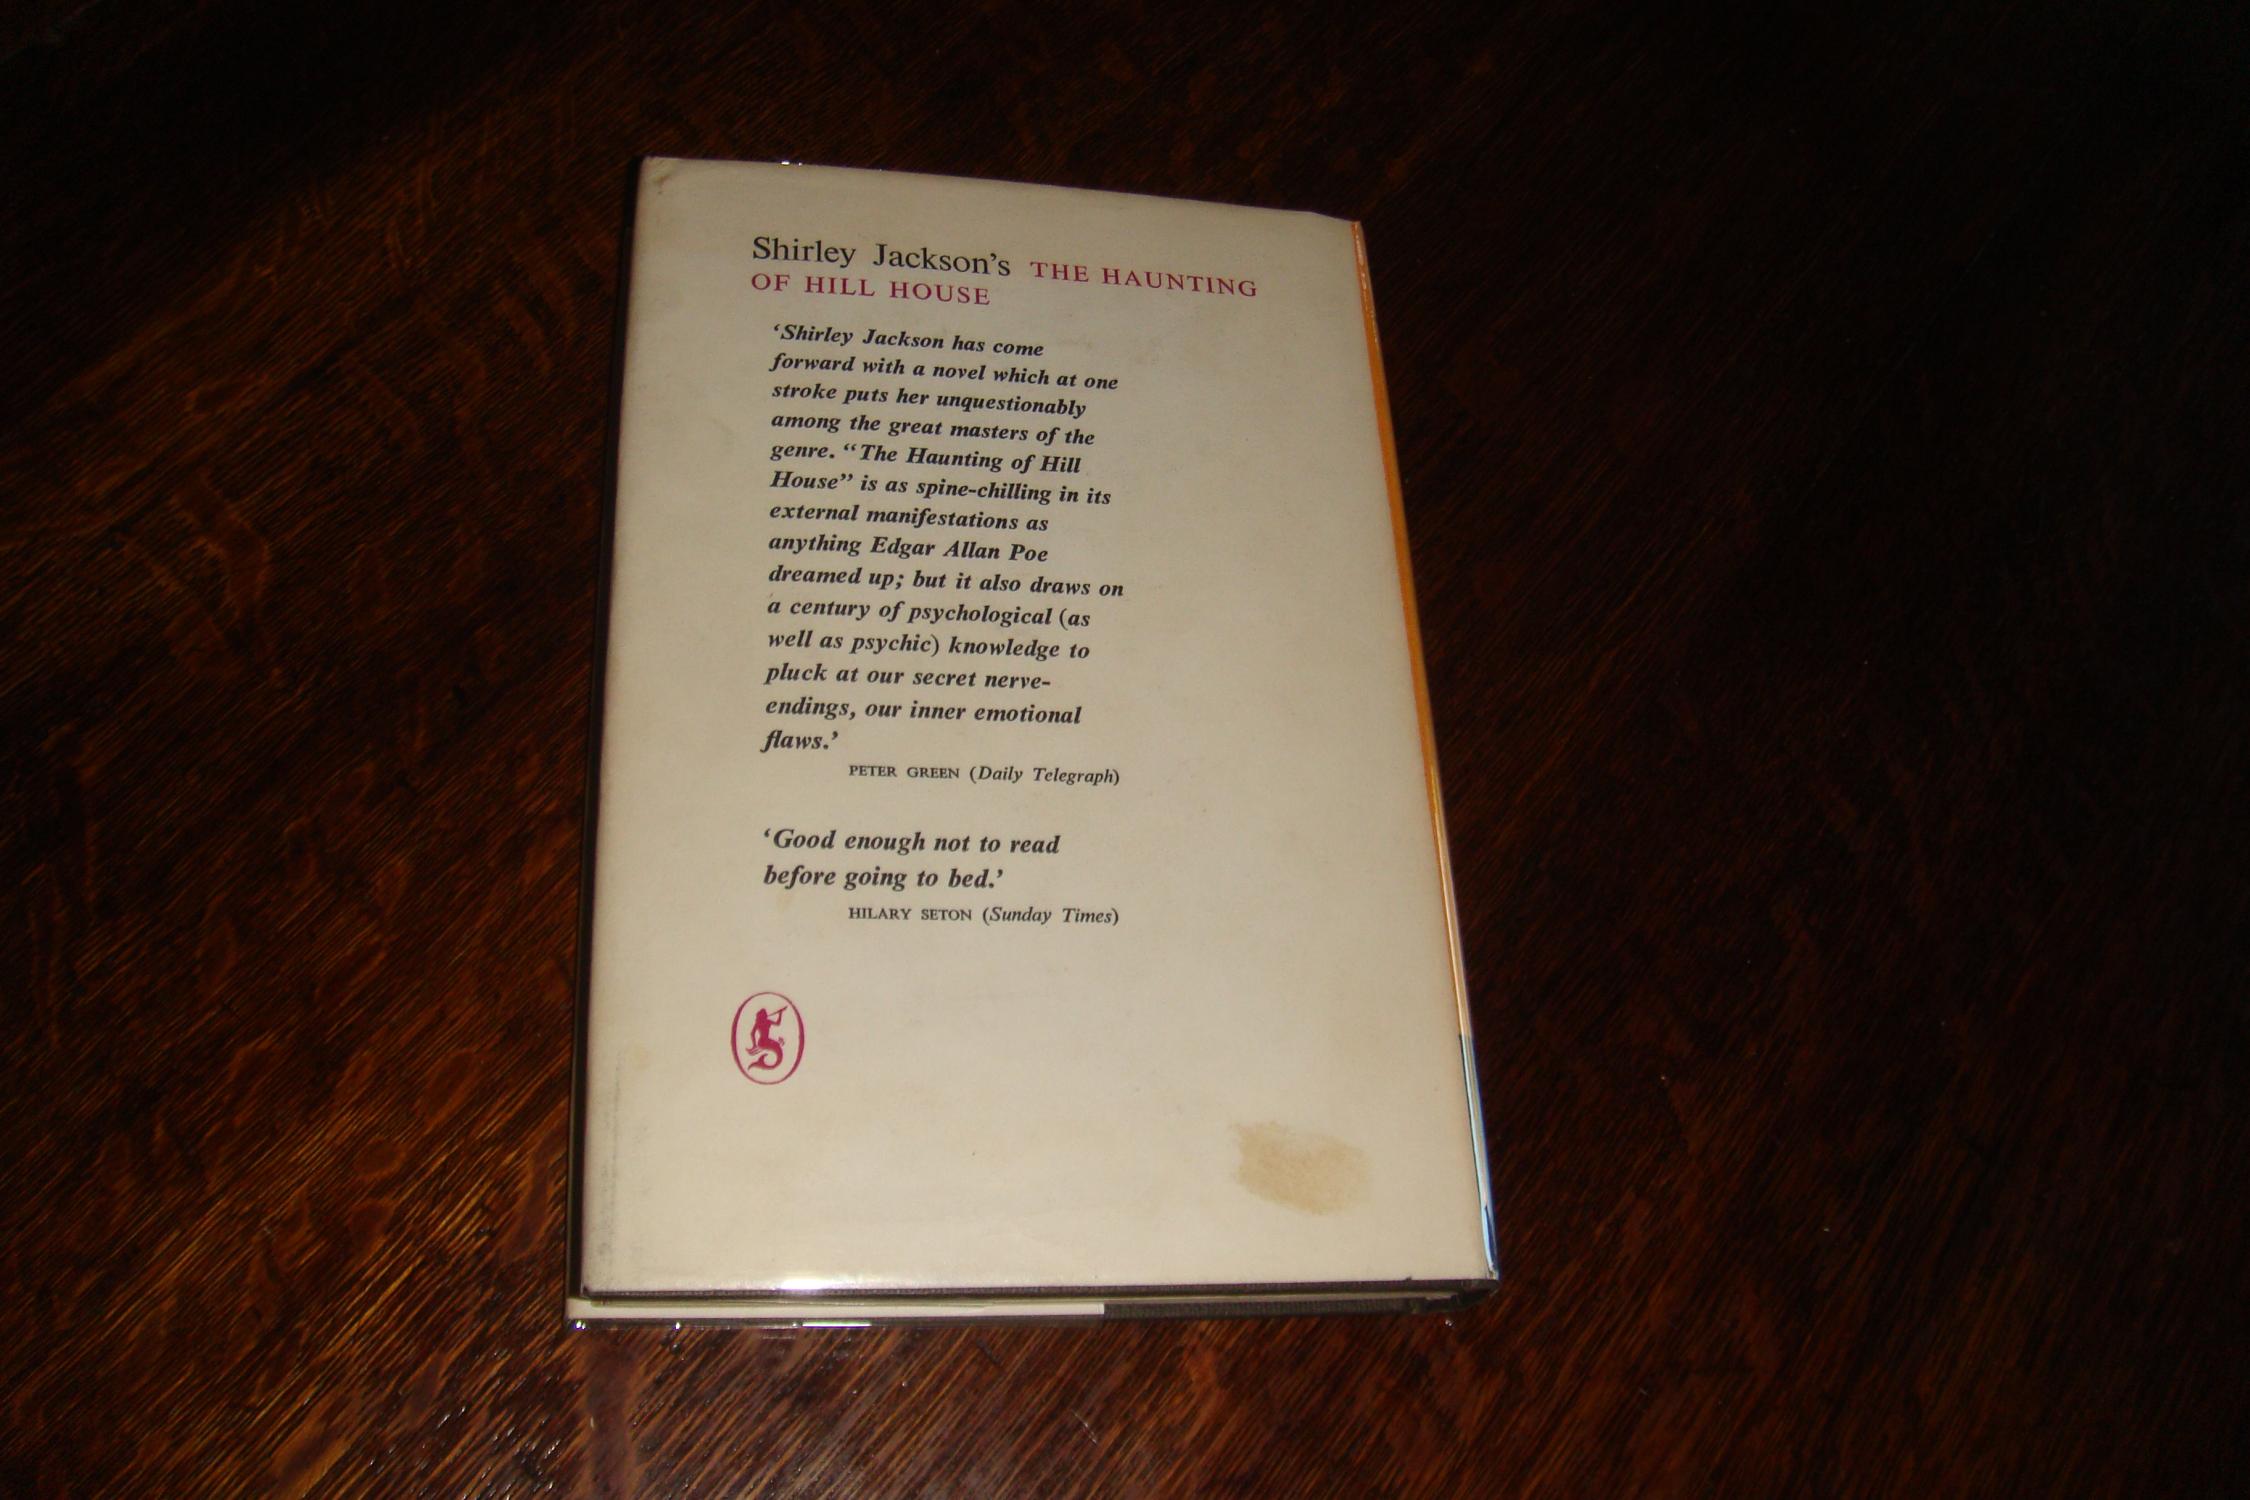 Shirley Jackson's THE HAUNTING
OF HILL HOUSE
‘Shirley Jackson has come
forward with a novel which at one
stroke puts her unquestionably
among the great masters of the
genre. “The Haunting of Hill
House” is as spine-chilling in its
external manifestations as
anything Edgar Allan Poe
dreamed up; but it also draws on
a century of psychological (as
well as psychic) knowledge to
pluck at our secret nerve-
endings, our inner emotional
flaws.’
PETER GREEN (Daily Telegraph)
‘Good enough not to read
before going to bed.’
HILARY SETON (Sunday Times)